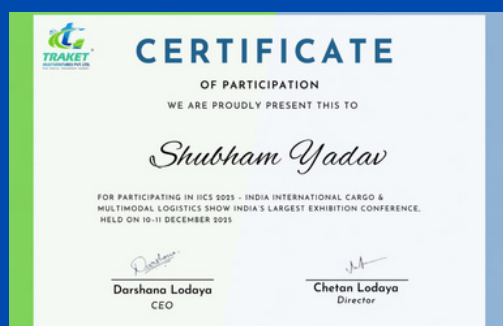 TRAKET
CERTIFICATE
OF PARTICIPATION
WE ARE PROUDLY PRESENT THIS TO
Shubham Yadav
FOR PARTICIPATING IN IICS 2025 - INDIA INTERNATIONAL CARGO &
MULTIMODAL LOGISTICS SHOW INDIA'S LARGEST EXHIBITION CONFERENCE,
HELD ON 10-11 DECEMBER 2025
Darshana
Darshana Lodaya
CEO
Chetan Lodaya
Director